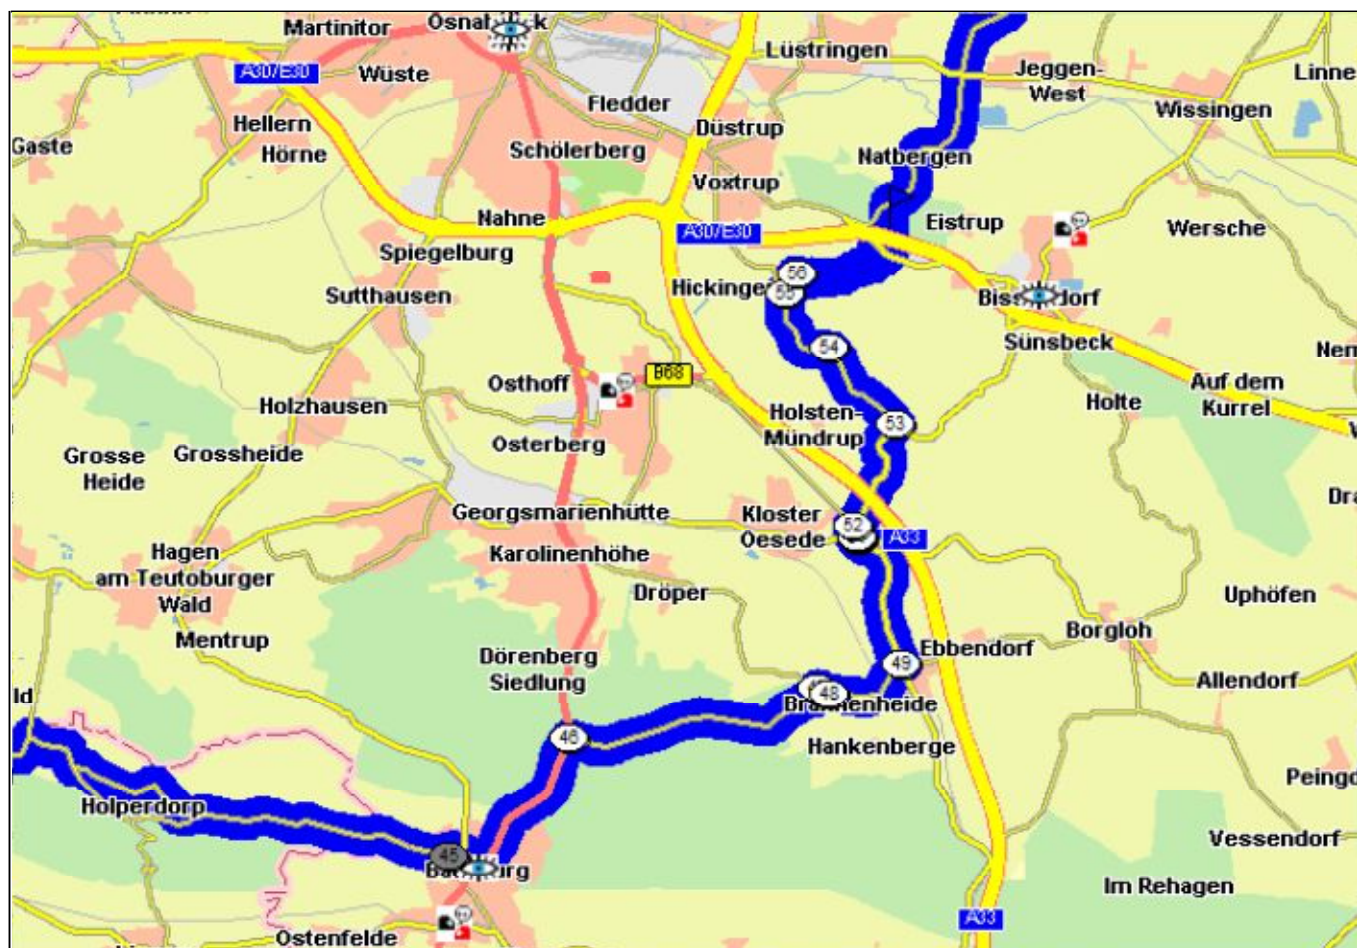 Martinitor
Lüstringen
A30/E30
Wüste
Jeggen-
West
Linne
Fledder
Wissingen
Hellern
Düstrup
Gaste
Hörne
Schölerberg
Natbergen
Voxtrup
Nahne
Eistrup
Wersche
A30/E30
Spiegelburg
56
55
Sutthausen
Sünsbeck
54
Osthoff
B68
Auf dem
Kurrel
Holzhausen
Holte
Holsten-
Mündrup
53
Osterberg
Grosse
Heide
Grossheide
Georgsmarienhütte
Kloster
Oesede
52
A33
Hagen
am Teutoburger
Wald
Karolinenhöhe
Dröper
Uphöfen
Mentrup
Borgloh
Dörenberg
Siedlung
Ebbendorf
49
Allendorf
48
46
Hankenberge
Holperdorp
Vessendorf
45
Im Rehagen
A33
Ostenfelde